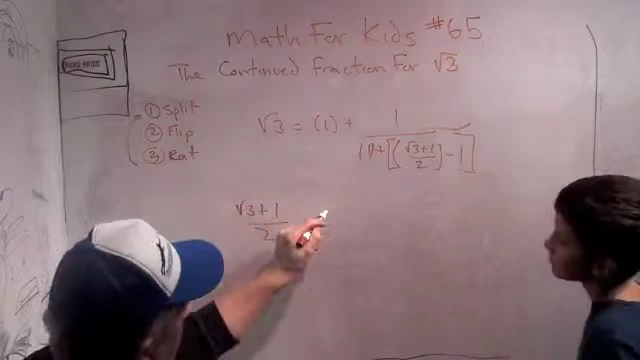 Math For Kids #65
The Continued Fraction for √3
① Split
② Flip
③ Rat
√3 = (1) + 1
1 + [(√3+1
2) - 1]
√3+1
2